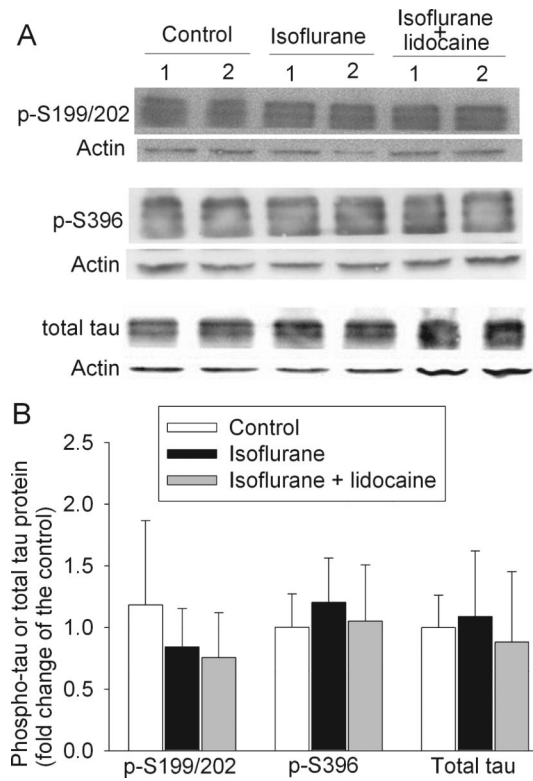 A
Control
Isoflurane
Isoflurane
+
lidocaine
1 2 1 2 1 2
p-S199/202
Actin
p-S396
Actin
total tau
Actin
B
Control
Isoflurane
Isoflurane + lidocaine
Phospho-tau or total tau protein
(fold change of the control)
2.5
2.0
1.5
1.0
0.5
0.0
p-S199/202
p-S396
Total tau